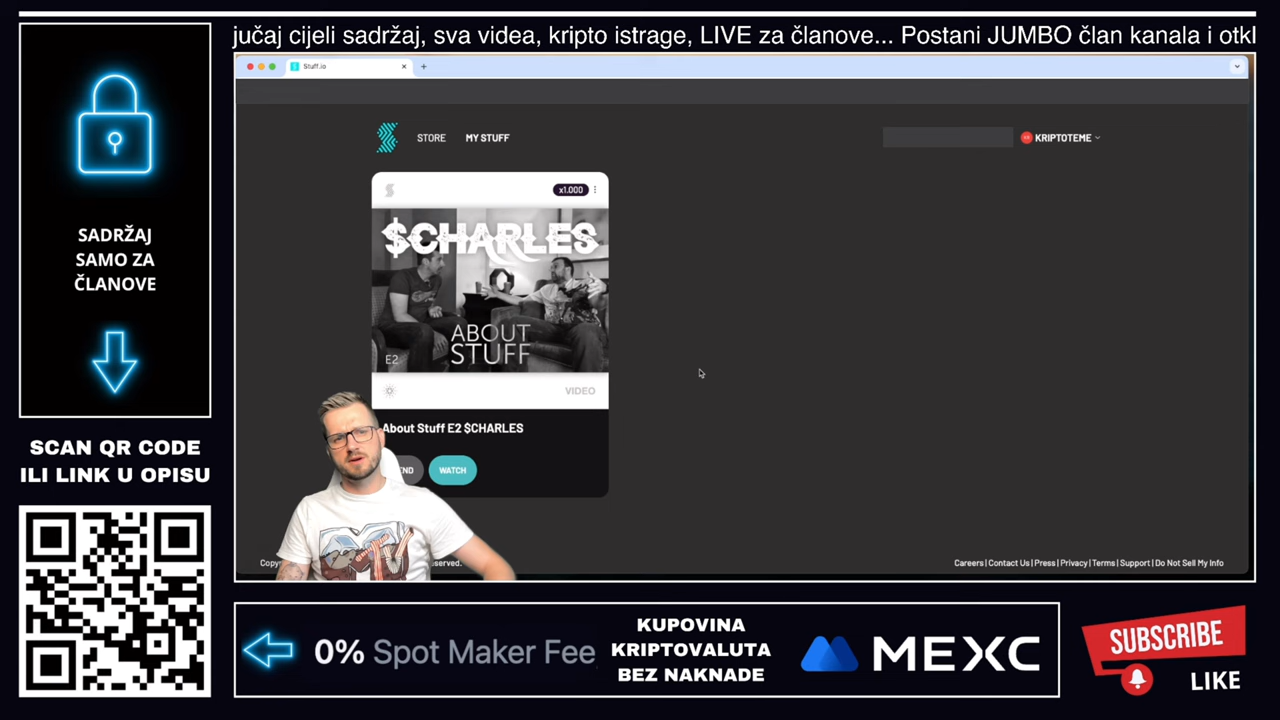 jučaj cijeli sadržaj, sva videa, kripto istrage, LIVE za članove... Postani JUMBO član kanala i otkl
Stuff.io
STORE
MY STUFF
KRIPTOTEME
x1.000
$CHARLES
ABOUT
STUFF
E2
VIDEO
About Stuff E2 $CHARLES
WATCH
Careers | Contact Us | Press | Privacy | Terms | Support | Do Not Sell My Info
SADRŽAJ
SAMO ZA
ČLANOVE
SCAN QR CODE
ILI LINK U OPISU
0% Spot Maker Fee
KUPOVINA
KRIPTOVALUTA
BEZ NAKNADE
MEXC
SUBSCRIBE
LIKE